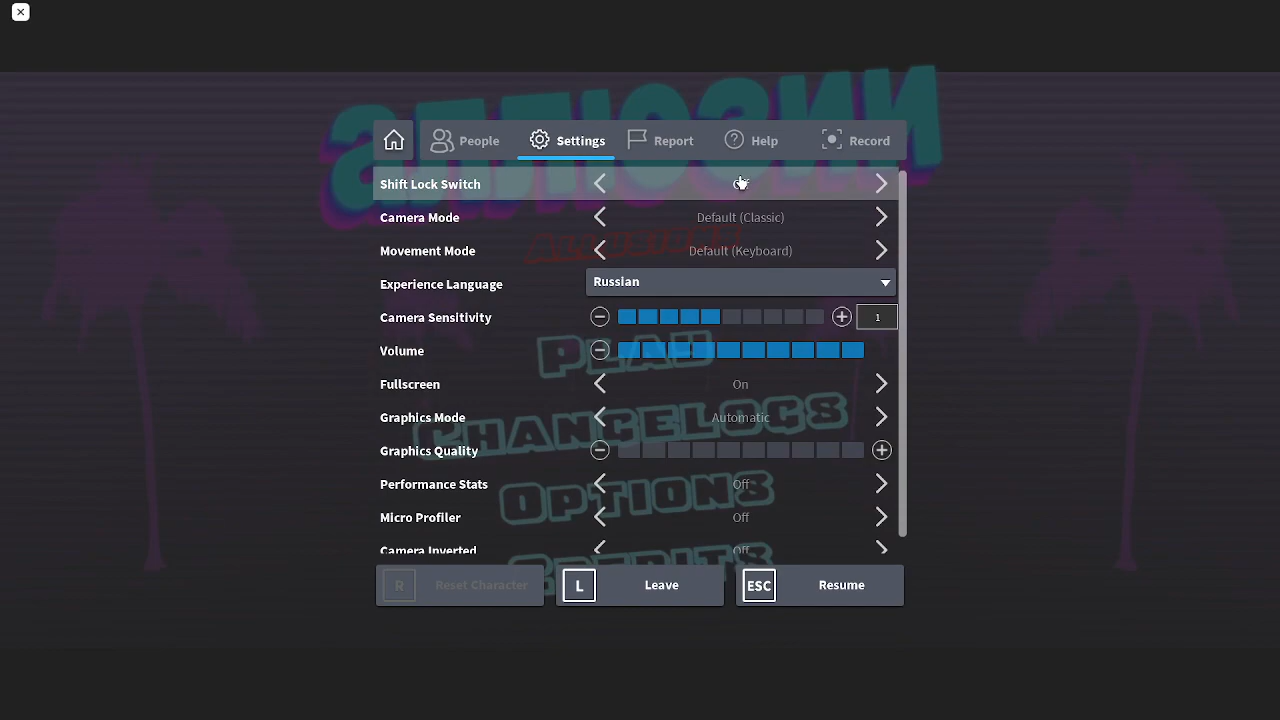 аллюзии
People
Settings
Report
Help
Record
Shift Lock Switch
Camera Mode
Default (Classic)
Movement Mode
Default (Keyboard)
Experience Language
Russian
Camera Sensitivity
1
Volume
PLAY
Fullscreen
On
Graphics Mode
Automatic
CHANGELOGS
Graphics Quality
Performance Stats
Off
OPTIONS
Micro Profiler
Off
Camera Inverted
Off
CREDITS
R
Reset Character
L
Leave
ESC
Resume